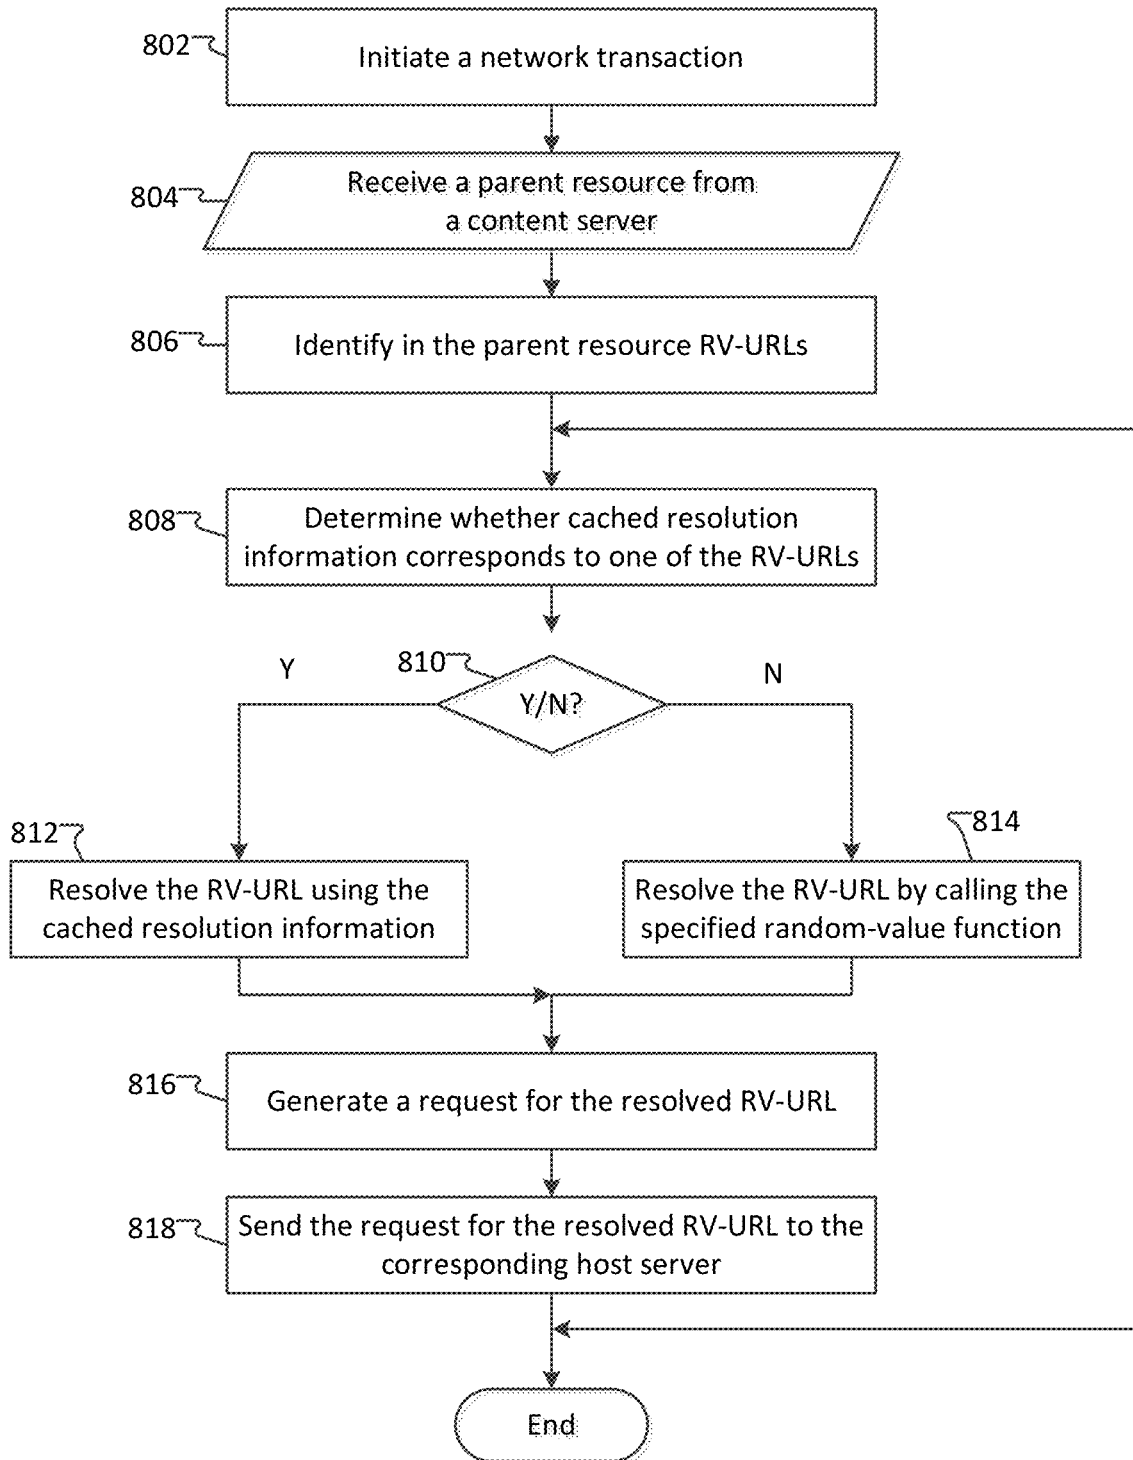 802
Initiate a network transaction
804
Receive a parent resource from
a content server
806
Identify in the parent resource RV-URLs
808
Determine whether cached resolution
information corresponds to one of the RV-URLs
810
Y
Y/N?
N
812
814
Resolve the RV-URL using the
cached resolution information
Resolve the RV-URL by calling the
specified random-value function
816
Generate a request for the resolved RV-URL
818
Send the request for the resolved RV-URL to the
corresponding host server
End